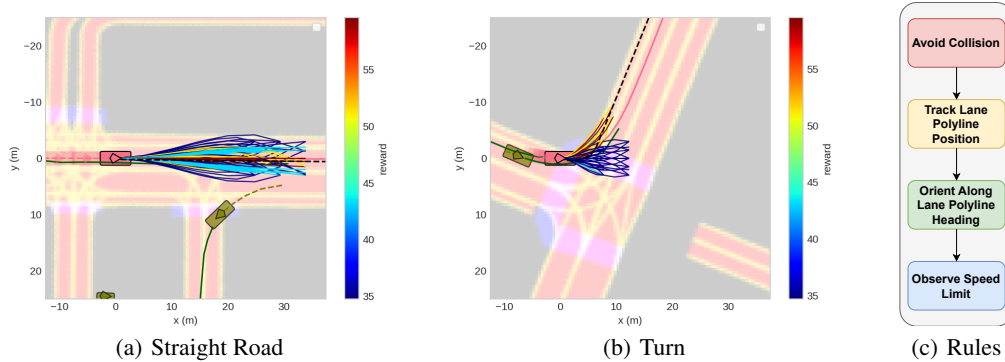 −20
−10
0
10
20
y (m)
−10
0
10
20
30
x (m)
55
50
45
40
35
reward
(a) Straight Road
−20
−10
0
10
20
y (m)
−10
0
10
20
30
x (m)
55
50
45
40
35
reward
(b) Turn
Avoid Collision
Track Lane
Polyline
Position
Orient Along
Lane Polyline
Heading
Observe Speed
Limit
(c) Rules